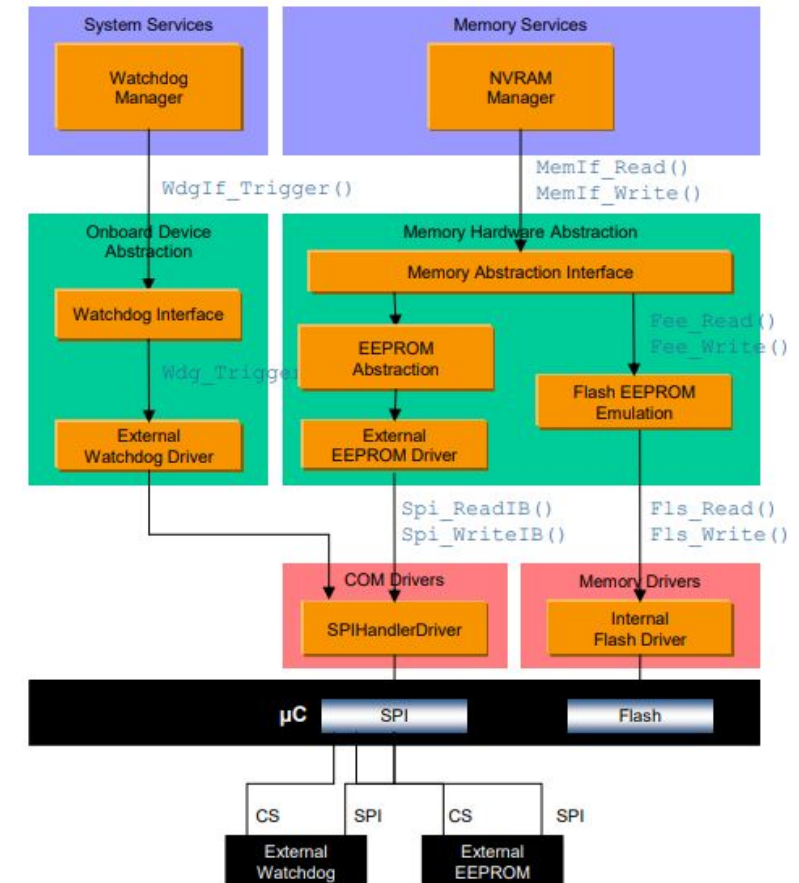 System Services
Memory Services
Watchdog
Manager
NVRAM
Manager
WdgIf_Trigger()
MemIf_Read()
MemIf_Write()
Onboard Device
Abstraction
Memory Hardware Abstraction
Memory Abstraction Interface
Watchdog Interface
Fee_Read()
Fee_Write()
EEPROM
Abstraction
Wdg_Trigge
Flash EEPROM
Emulation
External
Watchdog Driver
External
EEPROM Driver
Spi_ReadIB()
Spi_WriteIB()
Fls_Read()
Fls_Write()
COM Drivers
Memory Drivers
SPIHandlerDriver
Internal
Flash Driver
µC
SPI
Flash
CS
SPI
CS
SPI
External
Watchdog
External
EEPROM